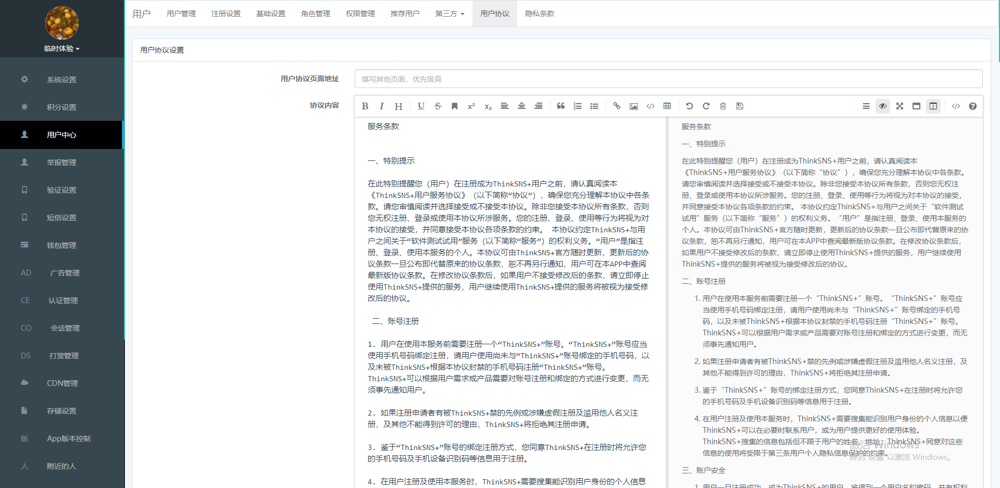 临时体验
系统设置
积分设置
用户中心
举报管理
验证设置
短信设置
钱包管理
AD 广告管理
CE 认证管理
CO 会话管理
DS 打赏管理
CDN管理
存储设置
版 App版本控制
人 附近的人
用户 用户管理 注册设置 基础设置 角色管理 权限管理 推荐用户 第三方 用户协议 隐私条款
用户协议设置
用户协议页面地址 填写其他页面，优先级高
协议内容
服务条款
一、特别提示
在此特别提醒您（用户）在注册成为ThinkSNS+用户之前，请认真阅读本
《ThinkSNS+用户服务协议》（以下简称“协议”），确保您充分理解本协议中各条
款。请您审慎阅读并选择接受或不接受本协议。除非您接受本协议所有条款，否则
您无权注册、登录或使用本协议所涉服务。您的注册、登录、使用等行为将视为对
本协议的接受，并同意接受本协议各项条款的约束。 本协议约定ThinkSNS+与用
户之间关于“软件测试试用”服务（以下简称“服务”）的权利义务。“用户”是指注
册、登录、使用本服务的个人。本协议可由ThinkSNS+官方随时更新，更新后的协
议条款一旦公布即代替原来的协议条款，恕不再另行通知，用户可在本APP中查阅
最新版协议条款。在修改协议条款后，如果用户不接受修改后的条款，请立即停止
使用ThinkSNS+提供的服务，用户继续使用ThinkSNS+提供的服务将被视为接受修
改后的协议。
二、账号注册
1. 用户在使用本服务前需要注册一个“ThinkSNS+”账号。“ThinkSNS+”账号应当
使用手机号码绑定注册，请用户使用尚未与“ThinkSNS+”账号绑定的手机号码，以
及未被ThinkSNS+根据本协议封禁的手机号码注册“ThinkSNS+”账号。
ThinkSNS+可以根据用户需求或产品需要对账号注册和绑定的方式进行变更，而无
须事先通知用户。
2. 如果注册申请者有被ThinkSNS+禁的先例或涉嫌虚假注册及滥用他人名义注
册，及其他不能得到许可的理由，ThinkSNS+将拒绝其注册申请。
3. 鉴于“ThinkSNS+”账号的绑定注册方式，您同意ThinkSNS+在注册时将允许您
的手机号码及手机设备识别码等信息用于注册。
4. 在用户注册及使用本服务时，ThinkSNS+需要搜集能识别用户身份的个人信息
服务条款
一、特别提示
在此特别提醒您（用户）在注册成为ThinkSNS+用户之前，请认真阅读本
《ThinkSNS+用户服务协议》（以下简称“协议”），确保您充分理解本协议中各条款。
请您审慎阅读并选择接受或不接受本协议。除非您接受本协议所有条款，否则您无权注
册、登录或使用本协议所涉服务。您的注册、登录、使用等行为将视为对本协议的接受，
并同意接受本协议各项条款的约束。 本协议约定ThinkSNS+与用户之间关于“软件测试
试用”服务（以下简称“服务”）的权利义务。“用户”是指注册、登录、使用本服务的
个人。本协议可由ThinkSNS+官方随时更新，更新后的协议条款一旦公布即代替原来的协
议条款，恕不再另行通知，用户可在本APP中查阅最新版协议条款。在修改协议条款后，
如果用户不接受修改后的条款，请立即停止使用ThinkSNS+提供的服务，用户继续使用
ThinkSNS+提供的服务将被视为接受修改后的协议。
二、账号注册
1. 用户在使用本服务前需要注册一个“ThinkSNS+”账号。“ThinkSNS+”账号应
当使用手机号码绑定注册，请用户使用尚未与“ThinkSNS+”账号绑定的手机号
码，以及未被ThinkSNS+根据本协议封禁的手机号码注册“ThinkSNS+”账号。
ThinkSNS+可以根据用户需求或产品需要对账号注册和绑定的方式进行变更，而无
须事先通知用户。
2. 如果注册申请者有被ThinkSNS+禁的先例或涉嫌虚假注册及滥用他人名义注册，及
其他不能得到许可的理由，ThinkSNS+将拒绝其注册申请。
3. 鉴于“ThinkSNS+”账号的绑定注册方式，您同意ThinkSNS+在注册时将允许您
的手机号码及手机设备识别码等信息用于注册。
4. 在用户注册及使用本服务时，ThinkSNS+需要搜集能识别用户身份的个人信息以便
ThinkSNS+可以在必要时联系用户，或为用户提供更好的使用体验。
ThinkSNS+搜集的信息包括但不限于用户的姓名、地址；ThinkSNS+同意对这些
信息的使用将受限于第三条用户个人隐私信息保护的约束。
三、账户安全
1. 用户一旦注册成功，成为ThinkSNS+的用户，将得到一个用户名和密码，并有权利
激活 Windows
转到“设置”以激活 Windows。